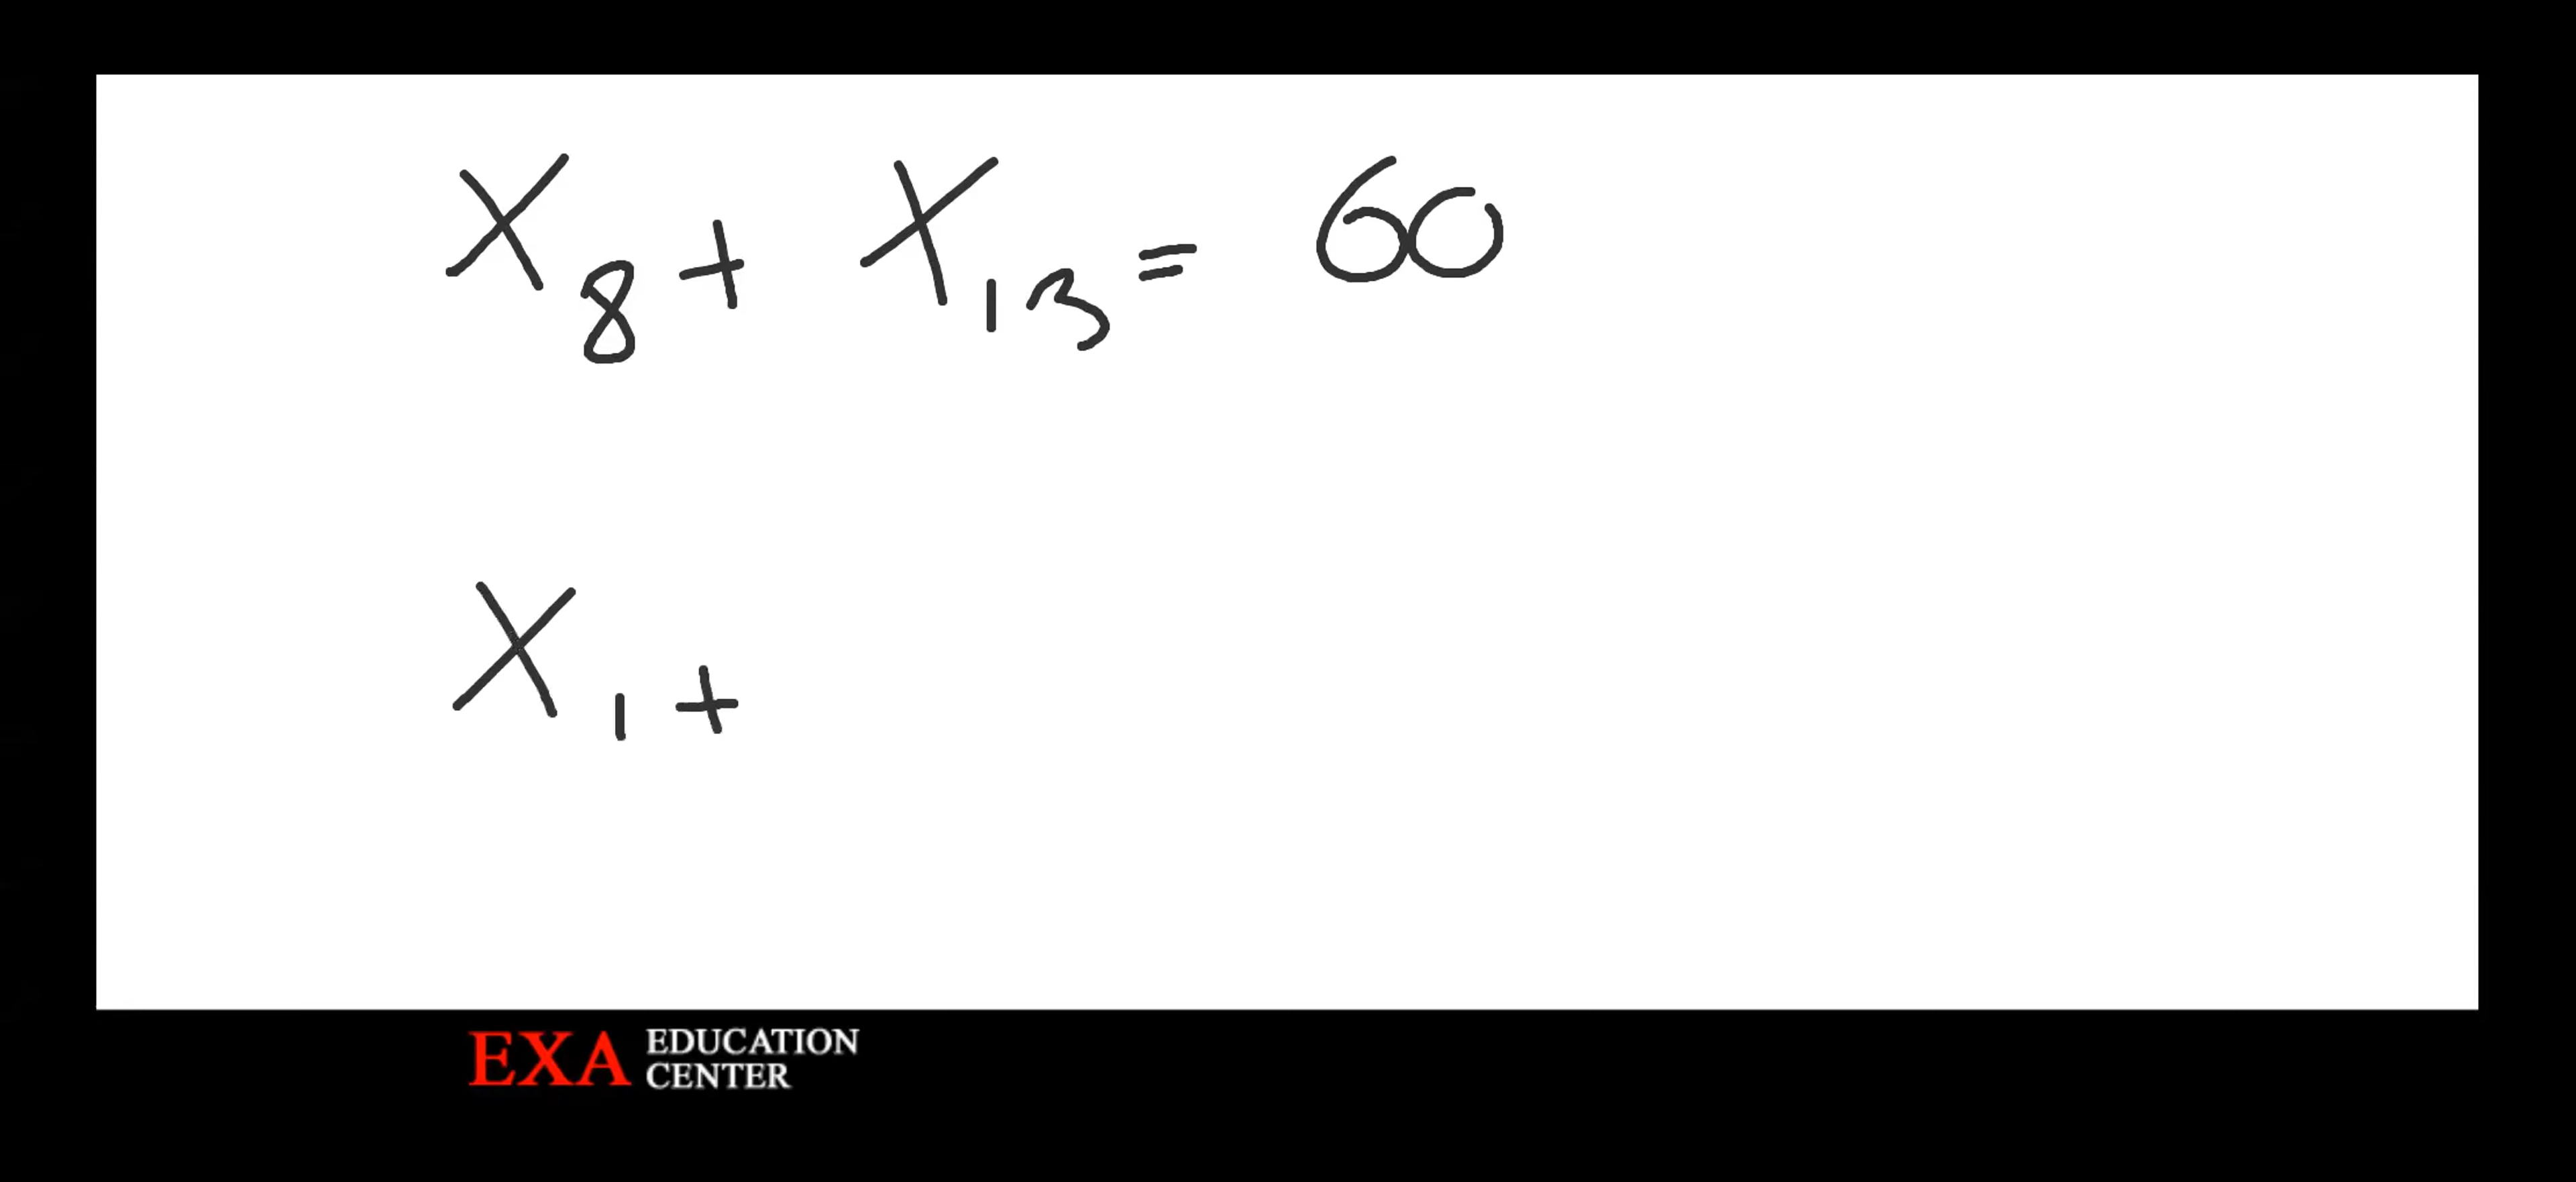 X₈ + X₁₃ = 60
X₁ +
EXA EDUCATION
CENTER